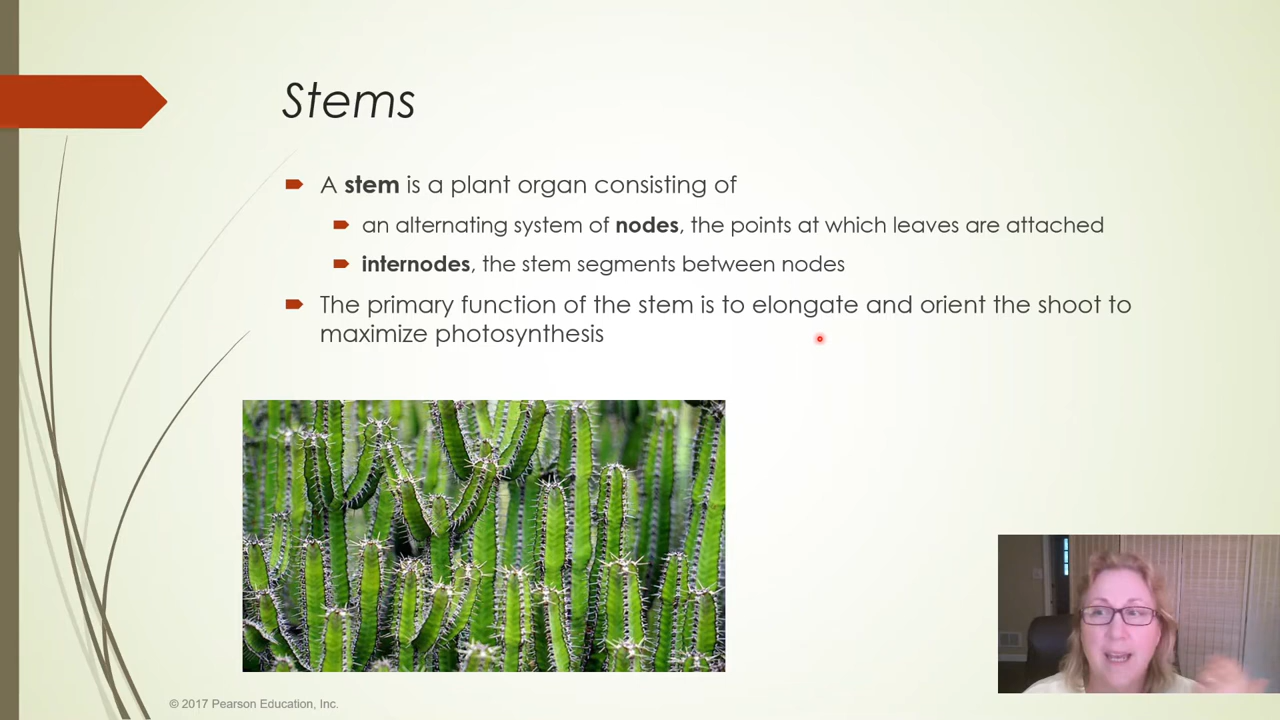 Stems
A stem is a plant organ consisting of
an alternating system of nodes, the points at which leaves are attached
internodes, the stem segments between nodes
The primary function of the stem is to elongate and orient the shoot to
maximize photosynthesis
© 2017 Pearson Education, Inc.